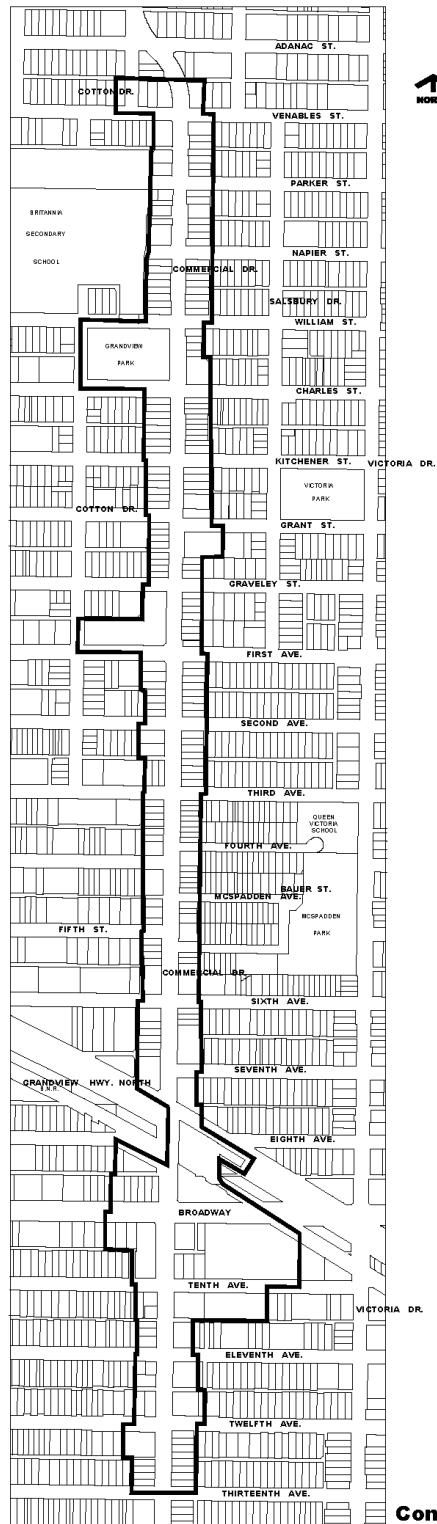 ADANAC ST.
NOR
COTTON DR.
VENABLES ST.
PARKER ST.
BRITANNIA
SECONDARY
SCHOOL
NAPIER ST.
COMMERCIAL DR.
SALSBURY DR.
WILLIAM ST.
GRANDVIEW
PARK
CHARLES ST.
KITCHENER ST.
VICTORIA DR.
VICTORIA
PARK
COTTON DR.
GRANT ST.
GRAVELEY ST.
FIRST AVE.
SECOND AVE.
THIRD AVE.
QUEEN
VICTORIA
SCHOOL
FOURTH AVE.
BAUER ST.
MCSPADDEN AVE.
MCSPADDEN
PARK
FIFTH ST.
COMMERCIAL DR.
SIXTH AVE.
SEVENTH AVE.
GRANDVIEW HWY. NORTH
B.N.R.
EIGHTH AVE.
BROADWAY
TENTH AVE.
VICTORIA DR.
ELEVENTH AVE.
TWELFTH AVE.
THIRTEENTH AVE.
Con